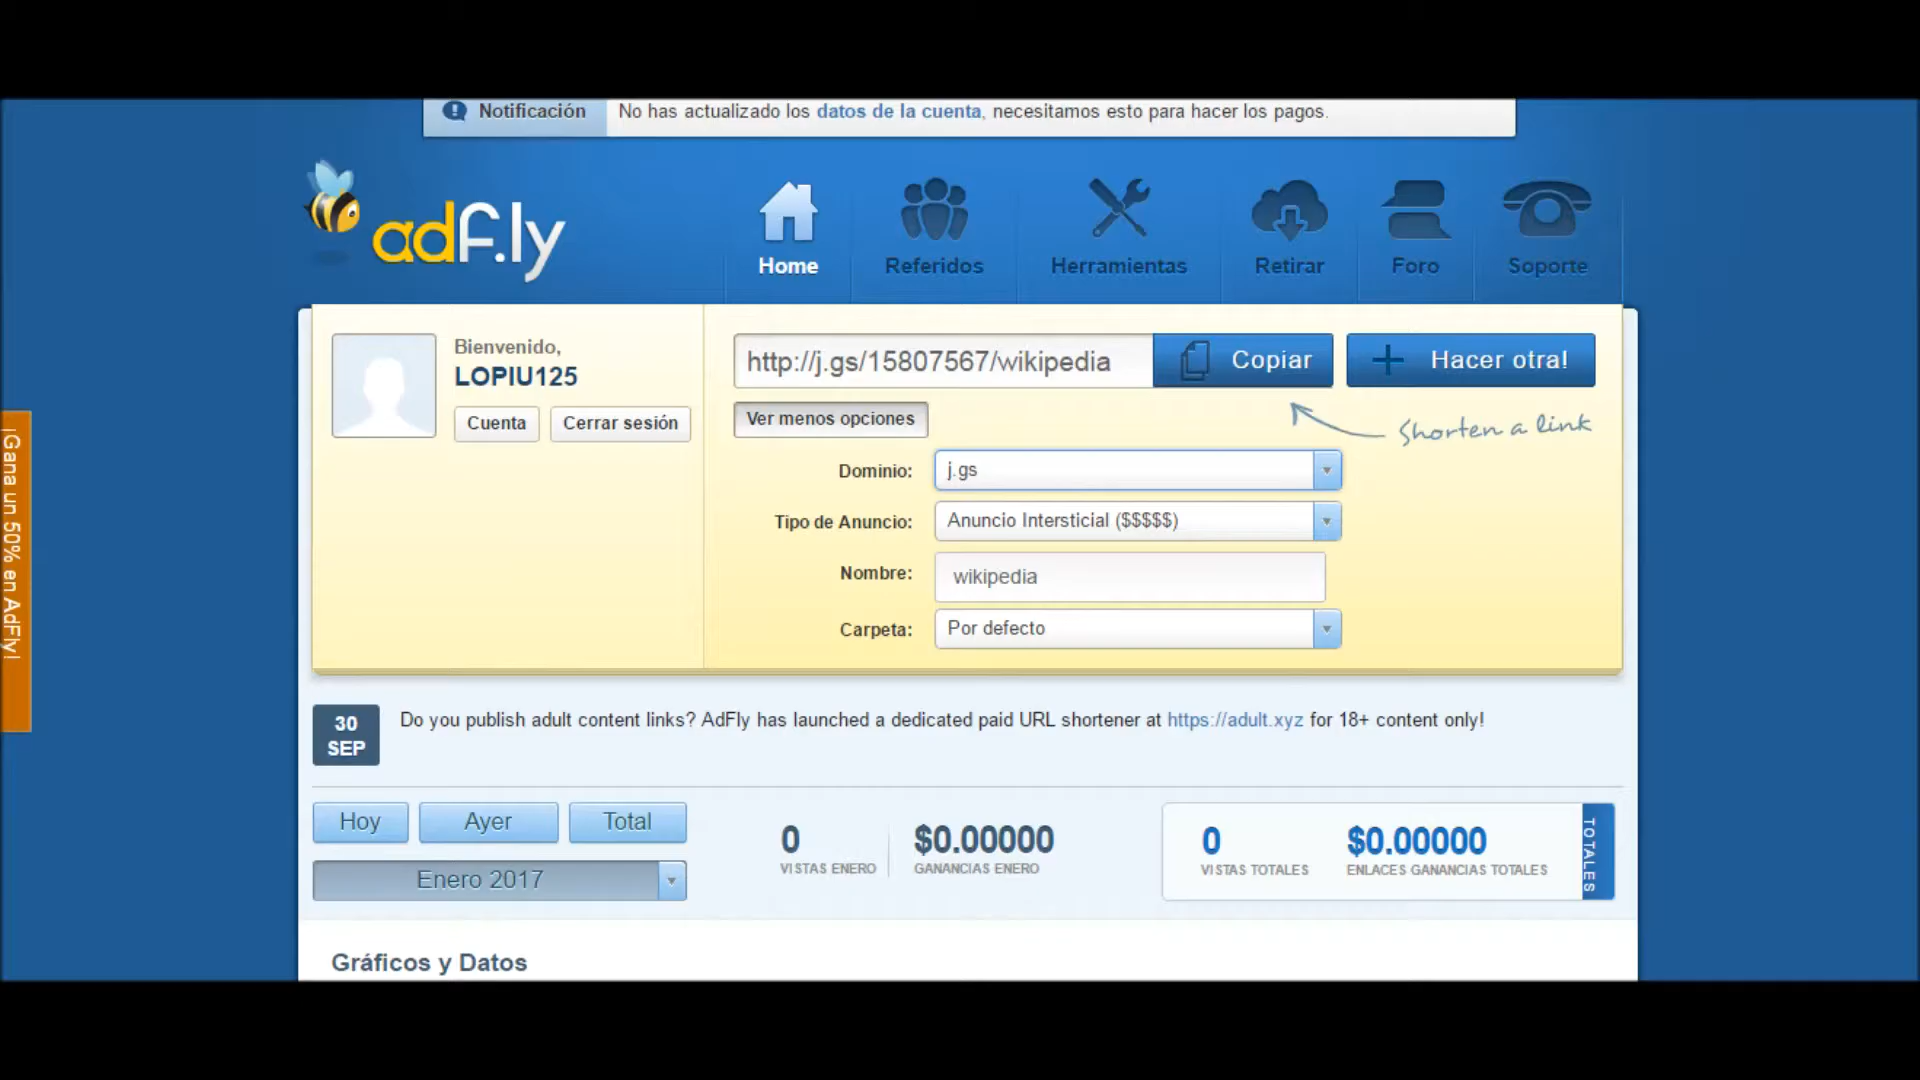 Notificación No has actualizado los datos de la cuenta, necesitamos esto para hacer los pagos.
adf.ly
Home Referidos Herramientas Retirar Foro Soporte
Bienvenido,
LOPIU125
Cuenta Cerrar sesión
http://j.gs/15807567/wikipedia Copiar Hacer otra!
Ver menos opciones
Shorten a link
Dominio: j.gs
Tipo de Anuncio: Anuncio Intersticial ($$$$$)
Nombre: wikipedia
Carpeta: Por defecto
¡Gana un 50% en AdFly!
30
SEP
Do you publish adult content links? AdFly has launched a dedicated paid URL shortener at https://adult.xyz for 18+ content only!
Hoy Ayer Total
Enero 2017
0
VISTAS ENERO
$0.00000
GANANCIAS ENERO
0
VISTAS TOTALES
$0.00000
ENLACES GANANCIAS TOTALES
TOTALES
Gráficos y Datos